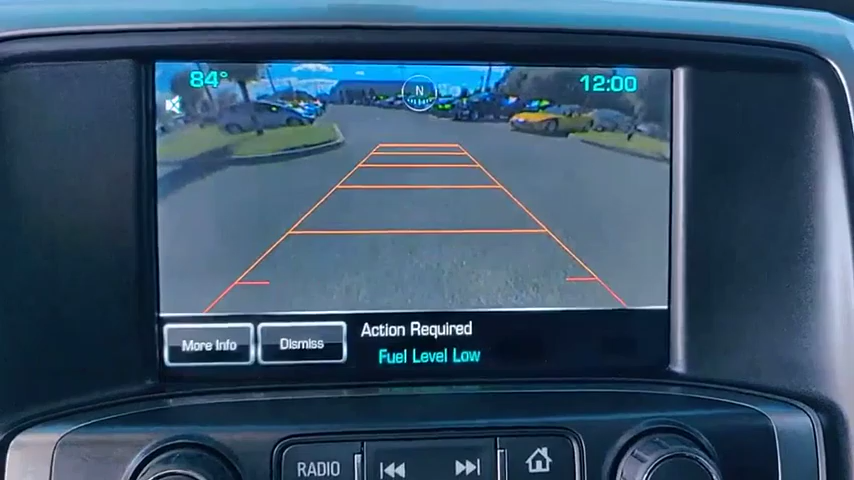 84° 12:00
N
More Info Dismiss Action Required
Fuel Level Low
RADIO